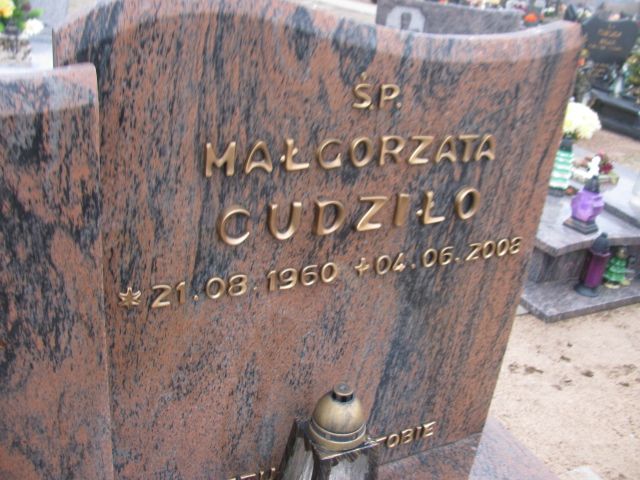 ŚP.
MAŁGORZATA
CUDZIŁO
* 21.08.1960 + 04.06.2008
TOBIE